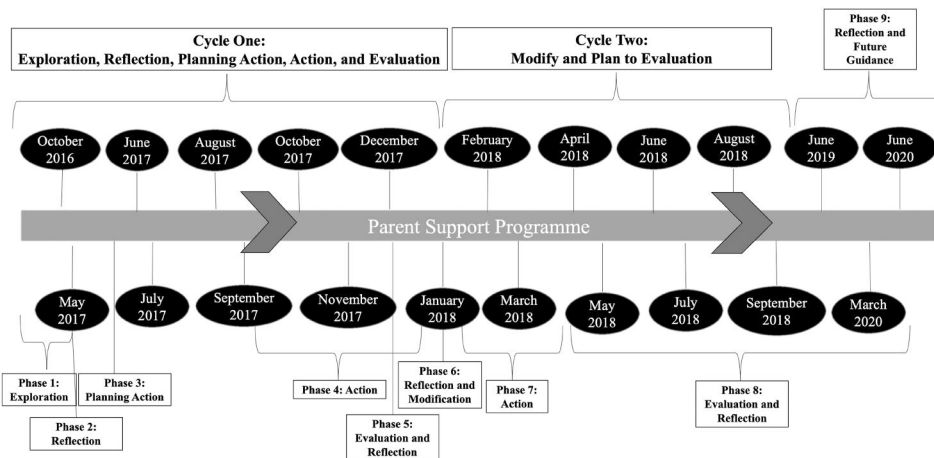 Cycle One:
Exploration, Reflection, Planning Action, Action, and Evaluation
Cycle Two:
Modify and Plan to Evaluation
Phase 9:
Reflection and
Future
Guidance
October
2016
June
2017
August
2017
October
2017
December
2017
February
2018
April
2018
June
2018
August
2018
June
2019
June
2020
Parent Support Programme
May
2017
July
2017
September
2017
November
2017
January
2018
March
2018
May
2018
July
2018
September
2018
March
2020
Phase 1:
Exploration
Phase 2:
Reflection
Phase 3:
Planning Action
Phase 4: Action
Phase 5:
Evaluation and
Reflection
Phase 6:
Reflection and
Modification
Phase 7:
Action
Phase 8:
Evaluation and
Reflection